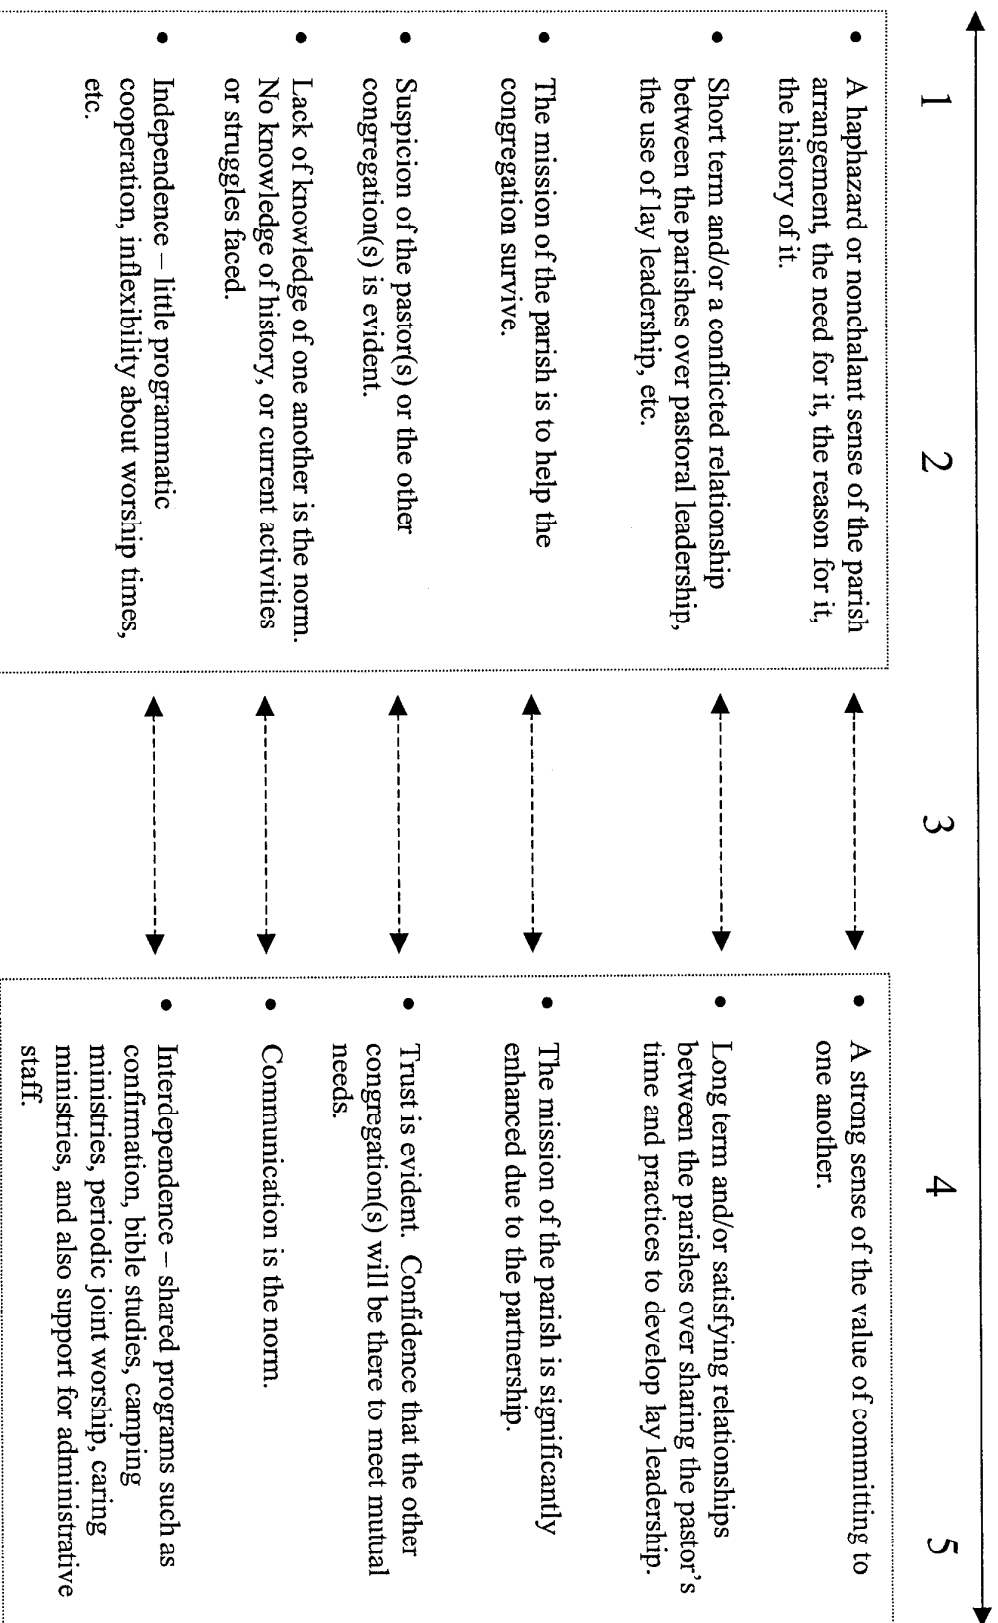 1 2 3 4 5
• A haphazard or nonchalant sense of the parish
arrangement, the need for it, the reason for it,
the history of it.
• Short term and/or a conflicted relationship
between the parishes over pastoral leadership,
the use of lay leadership, etc.
• The mission of the parish is to help the
congregation survive.
• Suspicion of the pastor(s) or the other
congregation(s) is evident.
• Lack of knowledge of one another is the norm.
No knowledge of history, or current activities
or struggles faced.
• Independence – little programmatic
cooperation, inflexibility about worship times,
etc.
• A strong sense of the value of committing to
one another.
• Long term and/or satisfying relationships
between the parishes over sharing the pastor's
time and practices to develop lay leadership.
• The mission of the parish is significantly
enhanced due to the partnership.
• Trust is evident. Confidence that the other
congregation(s) will be there to meet mutual
needs.
• Communication is the norm.
• Interdependence – shared programs such as
confirmation, bible studies, camping
ministries, periodic joint worship, caring
ministries, and also support for administrative
staff.